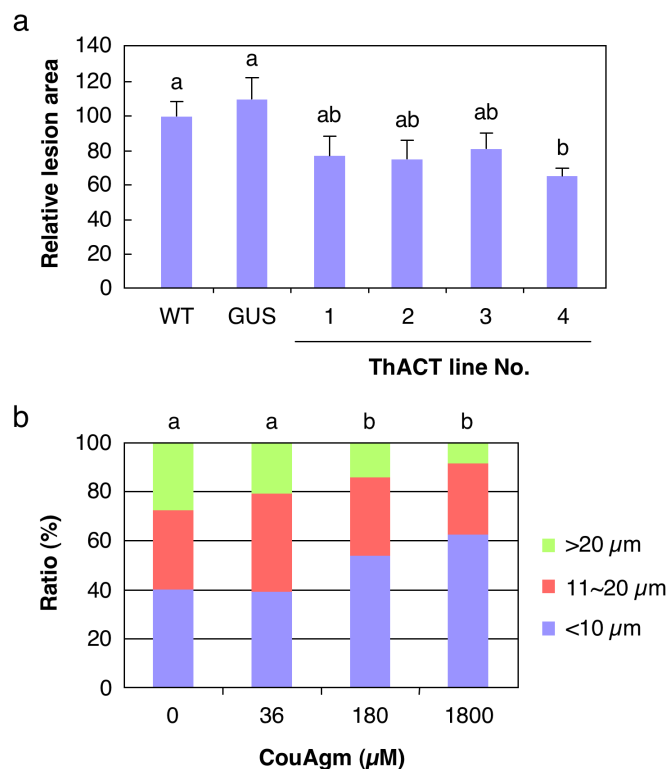 a
Relative lesion area
140
120
100
80
60
40
20
0
a
a
ab
ab
ab
b
WT
GUS
1
2
3
4
ThACT line No.
b
Ratio (%)
100
80
60
40
20
0
a
a
b
b
0
36
180
1800
CouAgm (µM)
>20 µm
11~20 µm
<10 µm